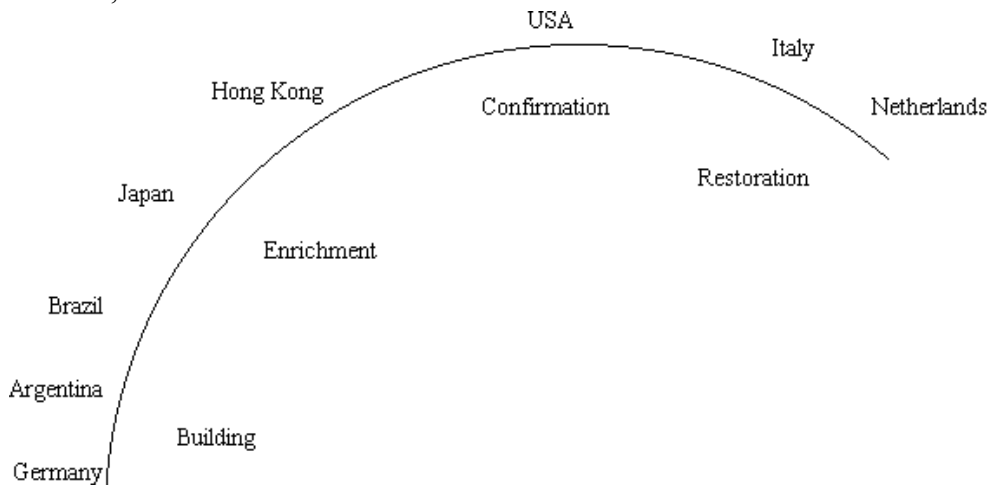 USA
Italy
Hong Kong
Netherlands
Confirmation
Restoration
Japan
Enrichment
Brazil
Argentina
Building
Germany